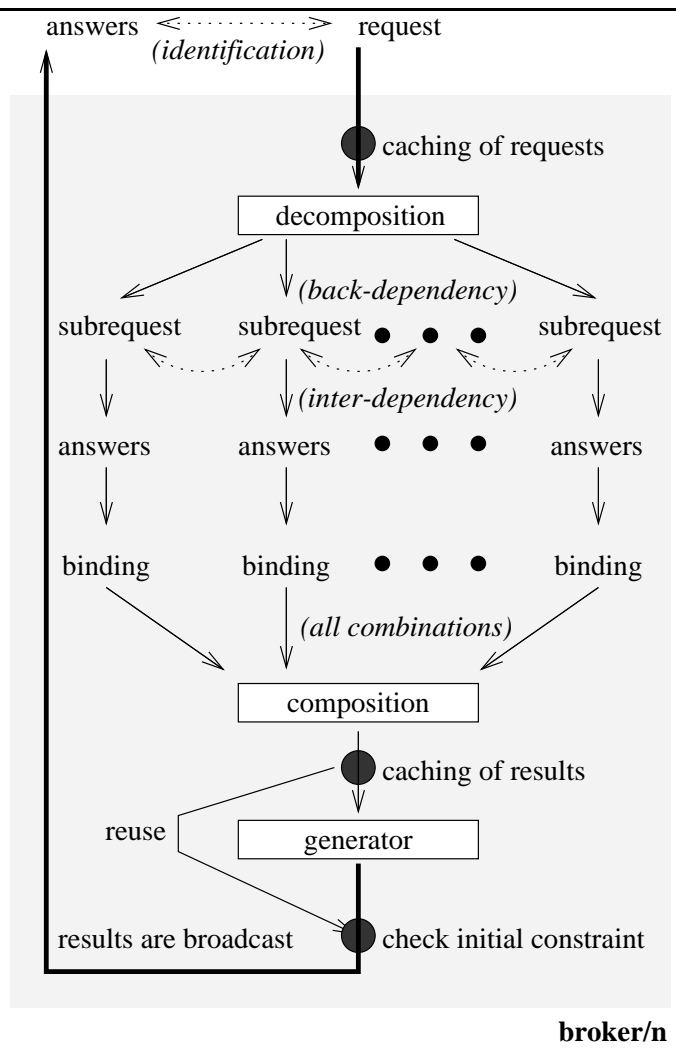 answers
request
(identification)
caching of requests
decomposition
(back-dependency)
subrequest subrequest subrequest
(inter-dependency)
answers answers answers
binding binding binding
(all combinations)
composition
caching of results
reuse
generator
results are broadcast
check initial constraint
broker/n